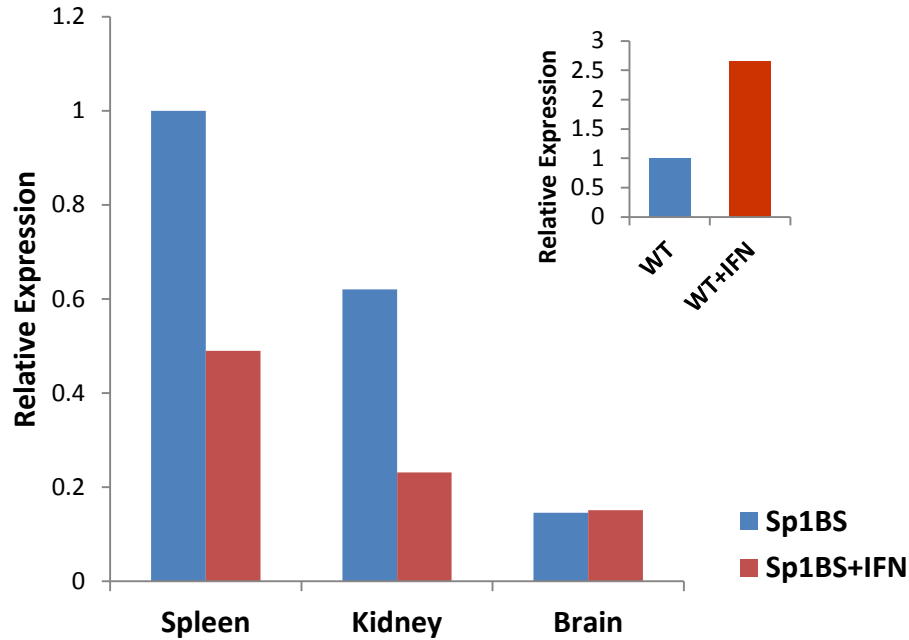 Relative Expression
1.2
1
0.8
0.6
0.4
0.2
0
Spleen Kidney Brain
Relative Expression
3
2.5
2
1.5
1
0.5
0
WT WT+IFN
Sp1BS
Sp1BS+IFN